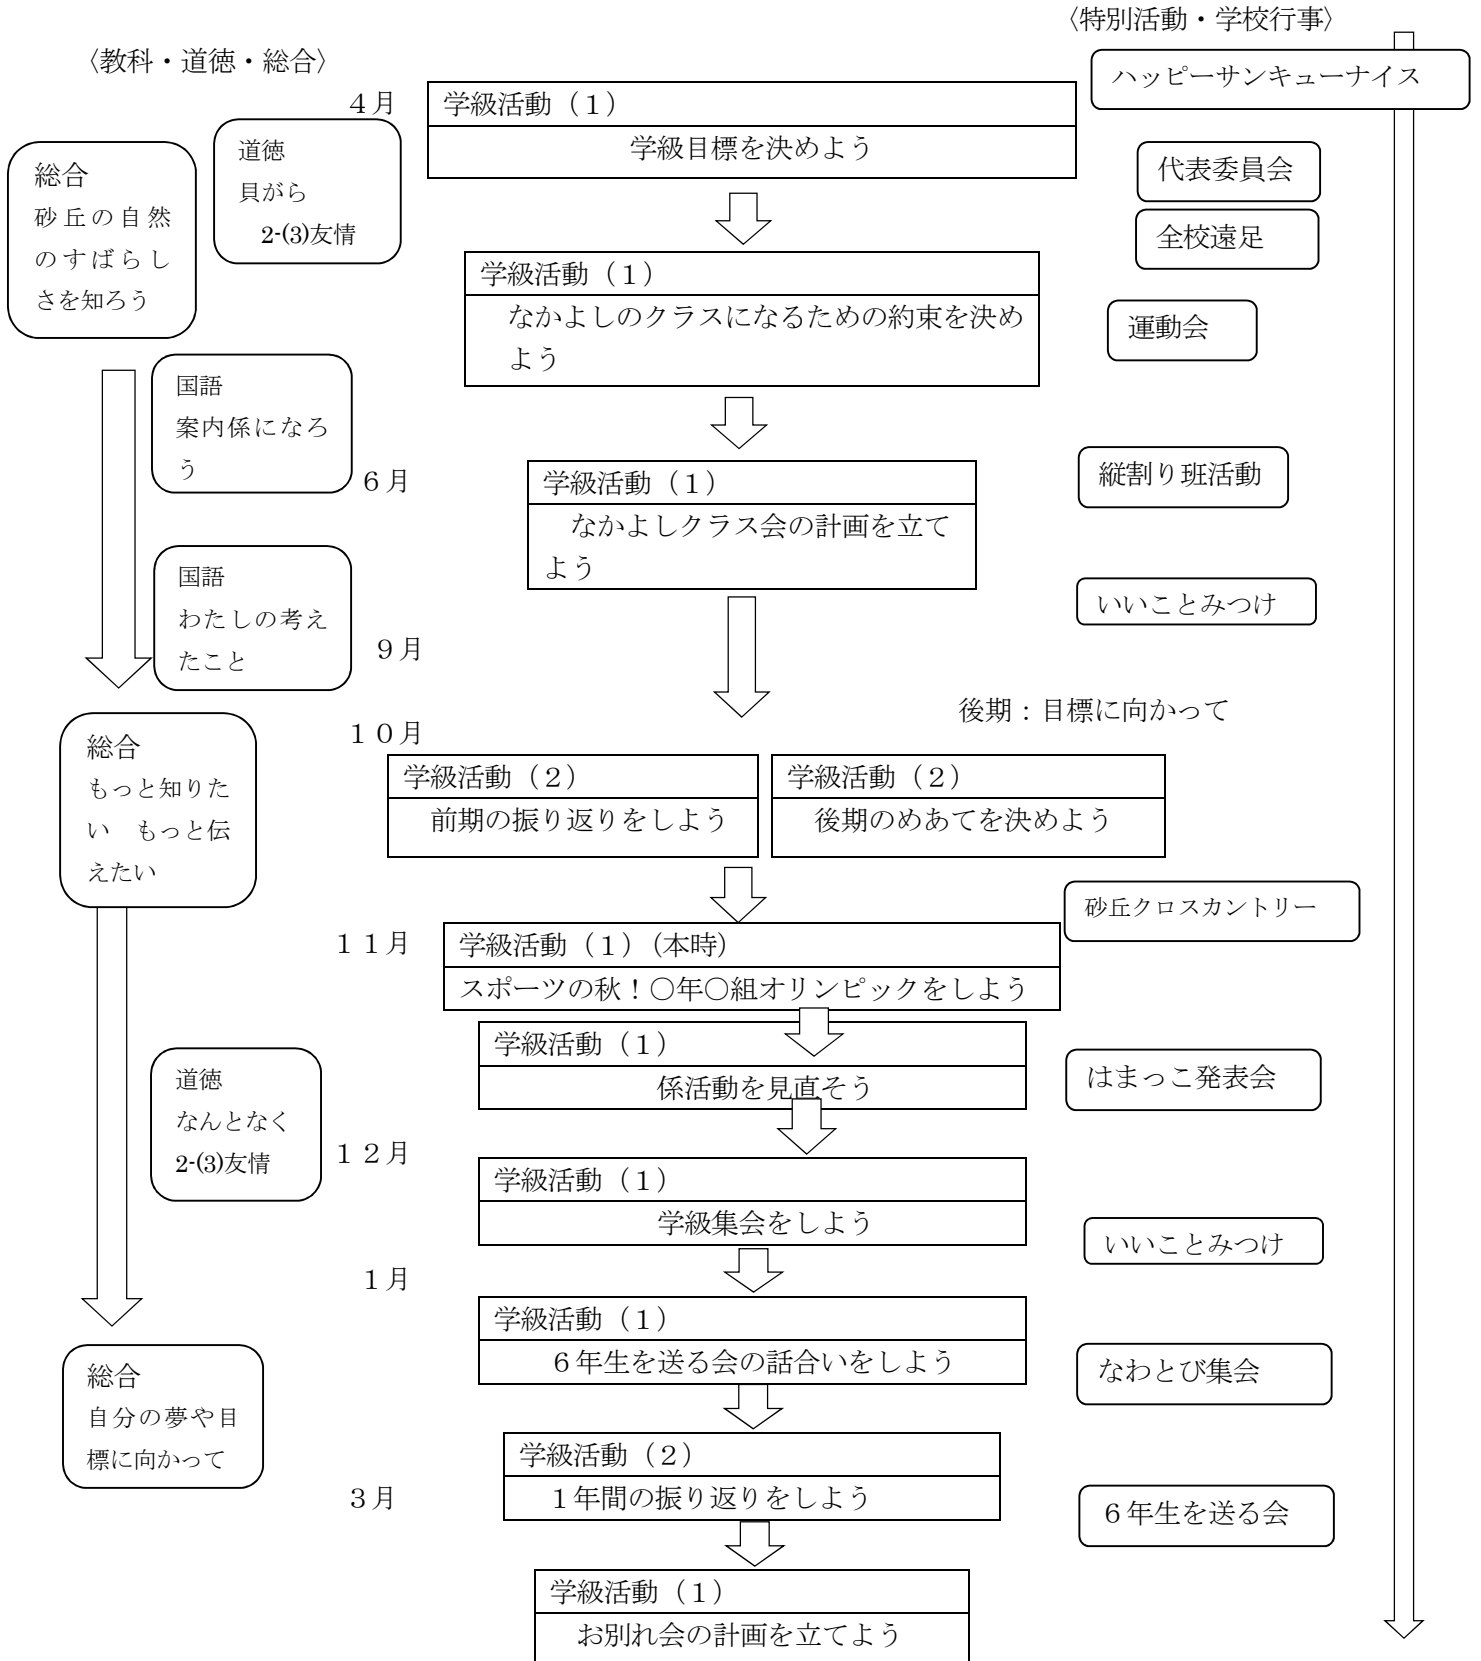 〈特別活動・学校行事〉
〈教科・道徳・総合〉
ハッピーサンキューナイス
４月
学級活動（１）
学級目標を決めよう
道徳
貝がら
2-(3)友情
総合
砂丘の自然
のすばらし
さを知ろう
代表委員会
全校遠足
学級活動（１）
なかよしのクラスになるための約束を決め
よう
運動会
国語
案内係になろ
う
６月
学級活動（１）
なかよしクラス会の計画を立て
よう
縦割り班活動
国語
わたしの考え
たこと
いいことみつけ
９月
後期：目標に向かって
１０月
総合
もっと知りた
い　もっと伝
えたい
学級活動（２）
前期の振り返りをしよう
学級活動（２）
後期のめあてを決めよう
砂丘クロスカントリー
１１月
学級活動（１）（本時）
スポーツの秋！○年○組オリンピックをしよう
学級活動（１）
係活動を見直そう
はまっこ発表会
道徳
なんとなく
2-(3)友情
１２月
学級活動（１）
学級集会をしよう
いいことみつけ
１月
学級活動（１）
６年生を送る会の話合いをしよう
なわとび集会
総合
自分の夢や目
標に向かって
学級活動（２）
１年間の振り返りをしよう
３月
６年生を送る会
学級活動（１）
お別れ会の計画を立てよう